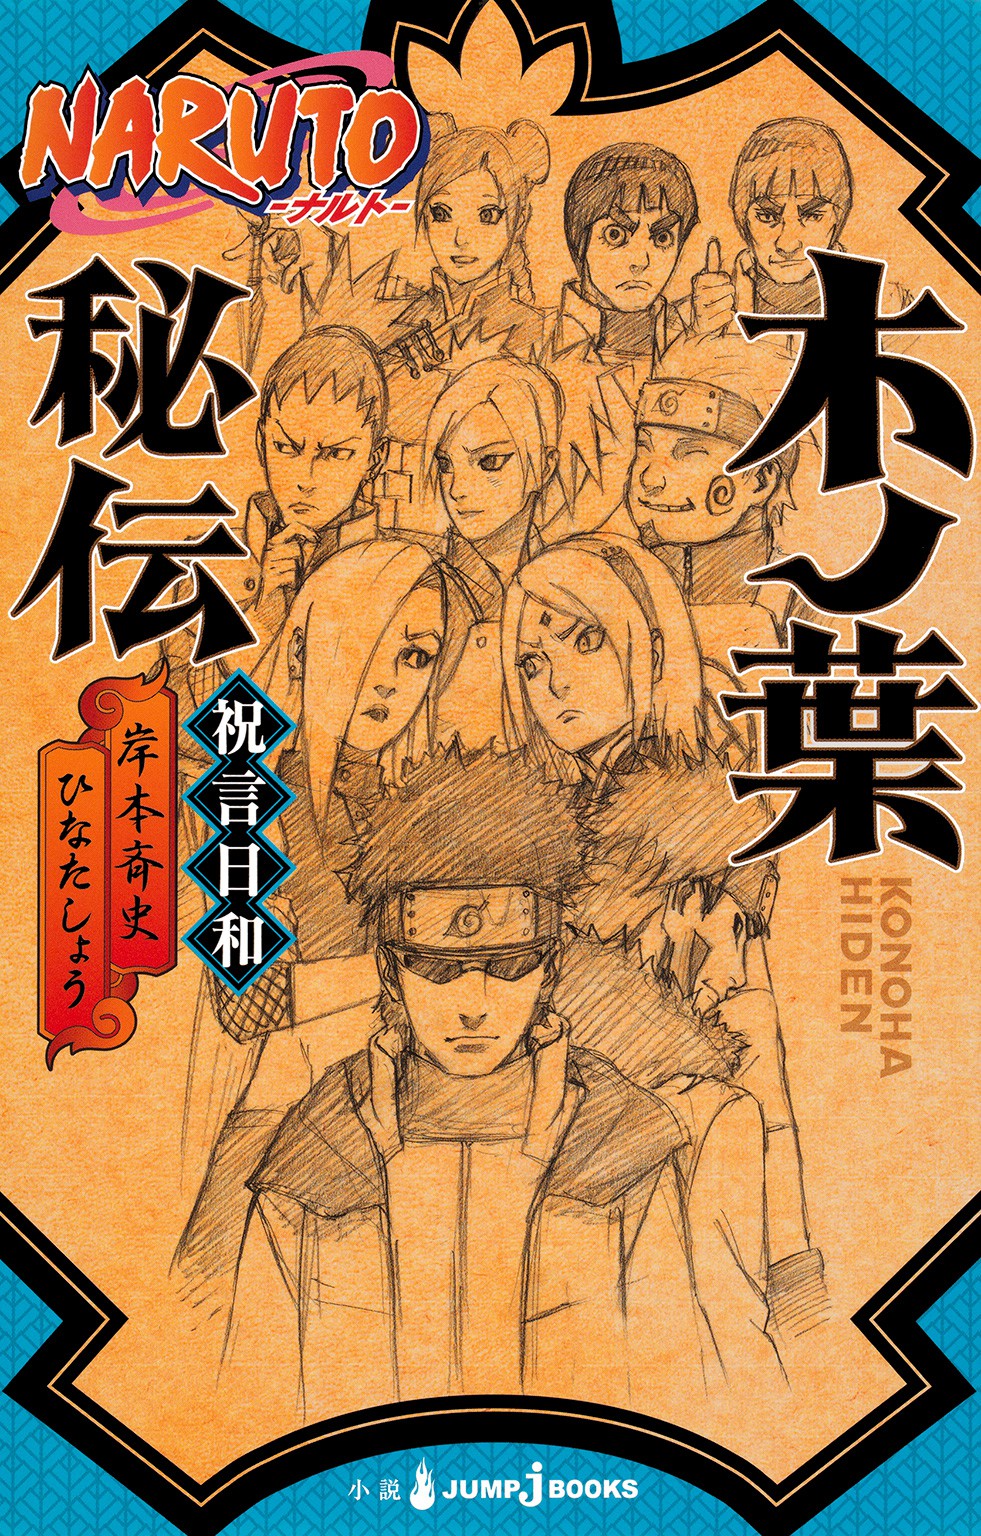 NARUTO
-ナルト-
木ノ葉
秘伝
KONOHA
HIDEN
祝言日和
岸本斉史
ひなたしょう
小説 JUMP j BOOKS